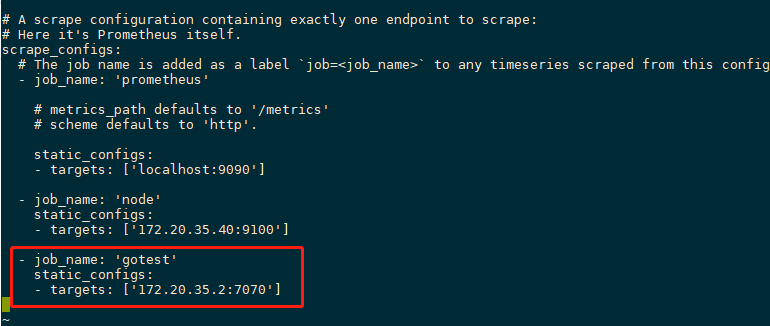 # A scrape configuration containing exactly one endpoint to scrape:
# Here it's Prometheus itself.
scrape_configs:
  # The job name is added as a label `job=<job_name>` to any timeseries scraped from this config
  - job_name: 'prometheus'

    # metrics_path defaults to '/metrics'
    # scheme defaults to 'http'.

    static_configs:
    - targets: ['localhost:9090']

  - job_name: 'node'
    static_configs:
    - targets: ['172.20.35.40:9100']

  - job_name: 'gotest'
    static_configs:
    - targets: ['172.20.35.2:7070']

~